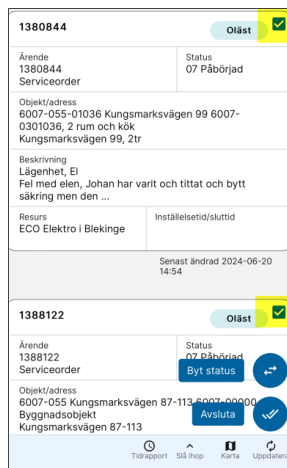 1380844
Oläst
Ärende
1380844
Serviceorder
Status
07 Påbörjad
Objekt/adress
6007-055-01036 Kungsmarksvägen 99 6007-
0301036, 2 rum och kök
Kungsmarksvägen 99, 2tr
Beskrivning
Lägenhet, El
Fel med elen, Johan har varit och tittat och bytt
säkring men den ...
Resurs
ECO Elektro i Blekinge
Inställelsetid/sluttid
Senast ändrad 2024-06-20
14:54
1388122
Oläst
Ärende
1388122
Serviceorder
Status
07 Påbörjad
Byt status
Objekt/adress
6007-055 Kungsmarksvägen 87-113 6007-00000
Byggnadsobjekt
Kungsmarksvägen 87-113
Avsluta
Tidrapport
Slå ihop
Karta
Uppdatera